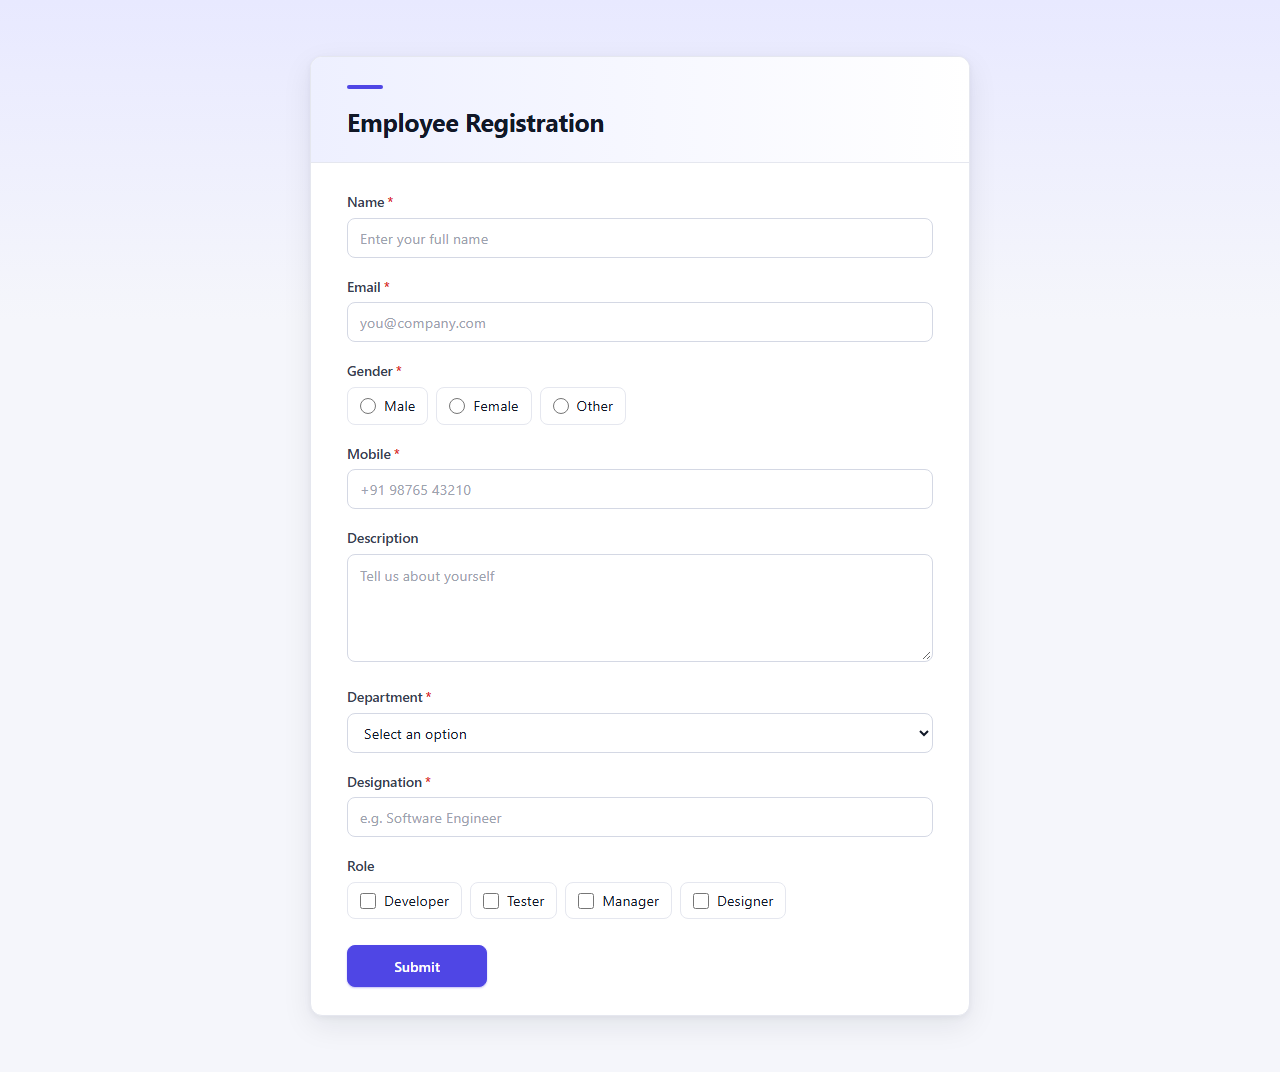 Employee Registration
Name *
Enter your full name
Email *
you@company.com
Gender *
Male Female Other
Mobile *
+91 98765 43210
Description
Tell us about yourself
Department *
Select an option
Designation *
e.g. Software Engineer
Role
Developer Tester Manager Designer
Submit